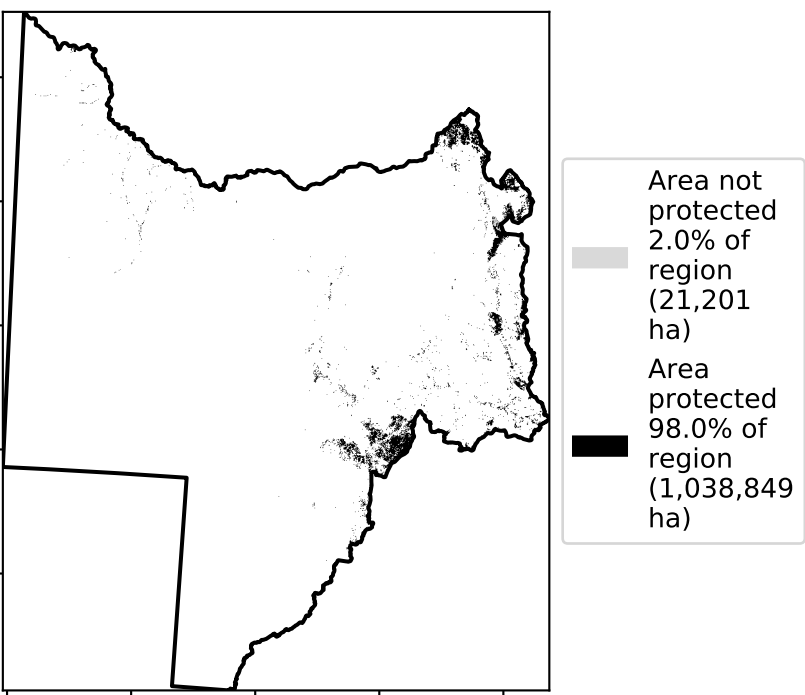 Area not
protected
2.0% of
region
(21,201
ha)
Area
protected
98.0% of
region
(1,038,849
ha)